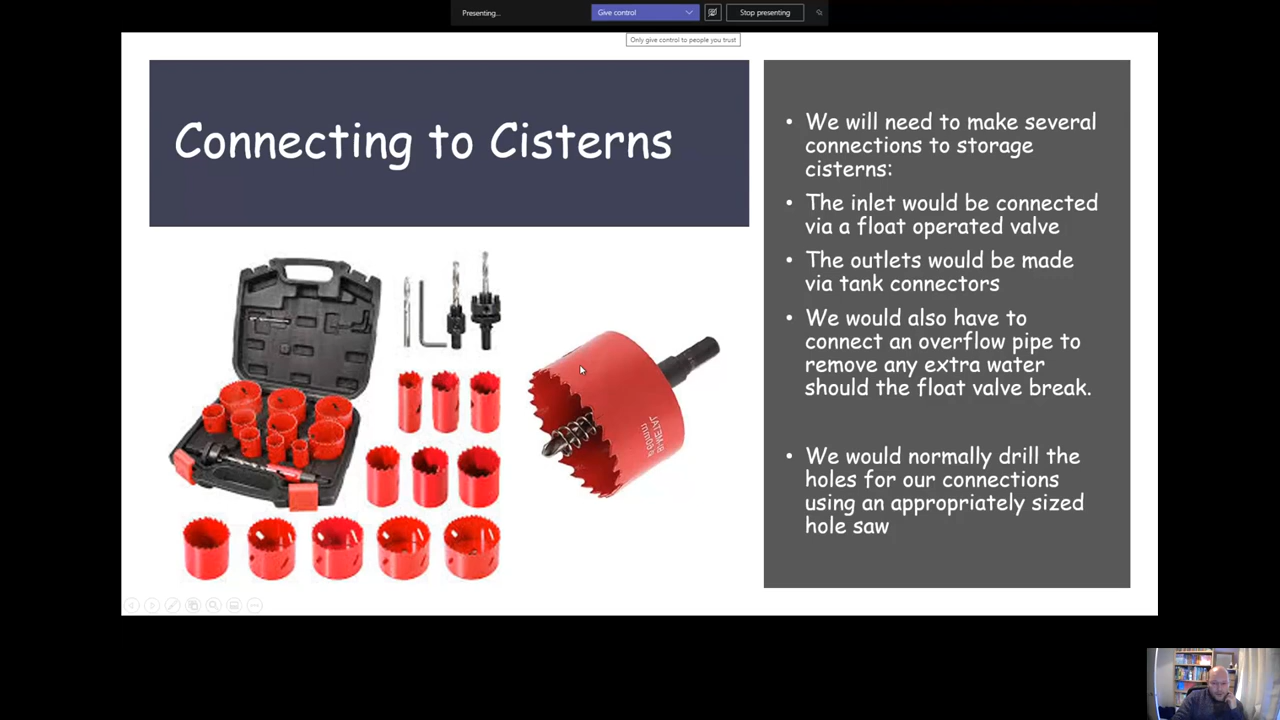 Presenting...
Give control
Stop presenting
Only give control to people you trust
Connecting to Cisterns
• We will need to make several
connections to storage
cisterns:
• The inlet would be connected
via a float operated valve
• The outlets would be made
via tank connectors
• We would also have to
connect an overflow pipe to
remove any extra water
should the float valve break.
• We would normally drill the
holes for our connections
using an appropriately sized
hole saw
BI-METAL
60mm